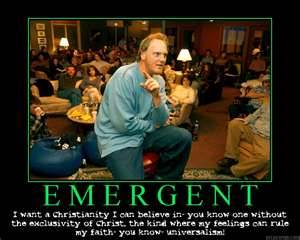 EMERGENT
I want a Christianity I can believe in- you know one without
the exclusivity of Christ, the kind where my feelings can rule
my faith- you know- universalism!